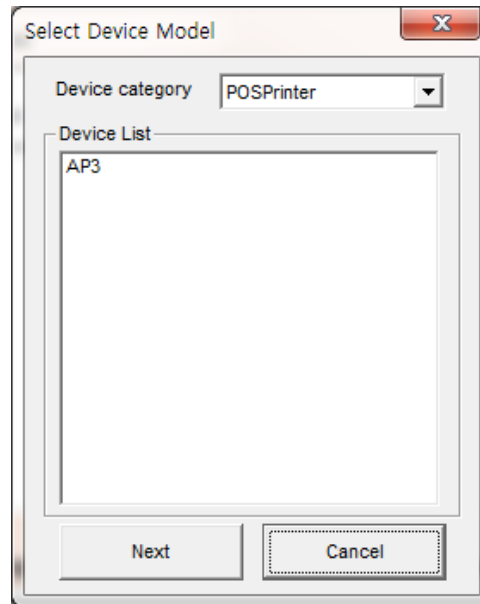 Select Device Model
Device category POSPrinter
Device List
AP3
Next Cancel